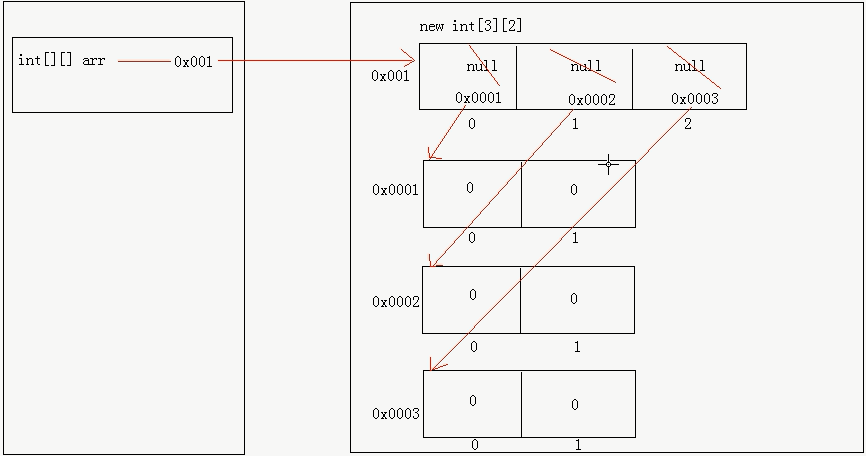 new int[3][2]
int[][] arr 0x001
0x001 null null null
0x0001 0x0002 0x0003
0 1 2
0x0001 0 0
0 1
0x0002 0 0
0 1
0x0003 0 0
0 1